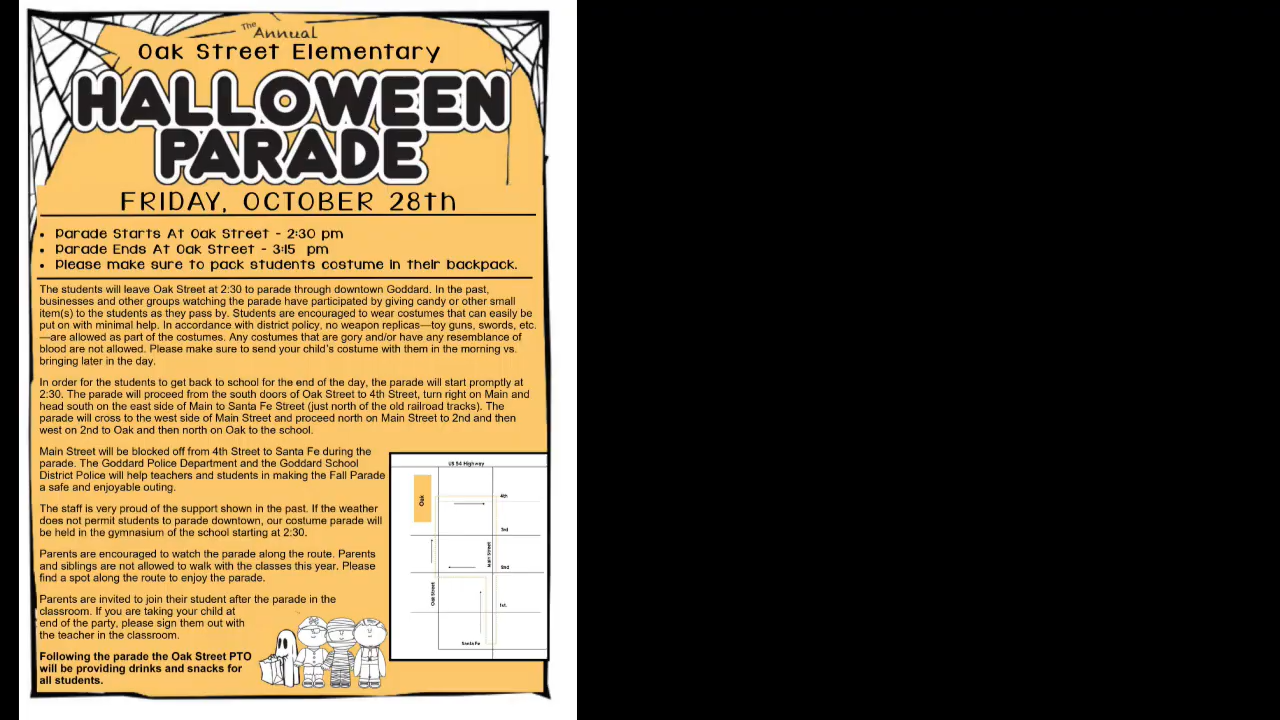 The Annual
Oak Street Elementary
HALLOWEEN
PARADE
FRIDAY, OCTOBER 28th
• Parade Starts At Oak Street - 2:30 pm
• Parade Ends At Oak Street - 3:15 pm
• Please make sure to pack students costume in their backpack.
The students will leave Oak Street at 2:30 to parade through downtown Goddard. In the past,
businesses and other groups watching the parade have participated by giving candy or other small
item(s) to the students as they pass by. Students are encouraged to wear costumes that can easily be
put on with minimal help. In accordance with district policy, no weapon replicas—toy guns, swords, etc.
—are allowed as part of the costumes. Any costumes that are gory and/or have any resemblance of
blood are not allowed. Please make sure to send your child's costume with them in the morning vs.
bringing later in the day.
In order for the students to get back to school for the end of the day, the parade will start promptly at
2:30. The parade will proceed from the south doors of Oak Street to 4th Street, turn right on Main and
head south on the east side of Main to Santa Fe Street (just north of the old railroad tracks). The
parade will cross to the west side of Main Street and proceed north on Main Street to 2nd and then
west on 2nd to Oak and then north on Oak to the school.
Main Street will be blocked off from 4th Street to Santa Fe during the
parade. The Goddard Police Department and the Goddard School
District Police will help teachers and students in making the Fall Parade
a safe and enjoyable outing.
The staff is very proud of the support shown in the past. If the weather
does not permit students to parade downtown, our costume parade will
be held in the gymnasium of the school starting at 2:30.
Parents are encouraged to watch the parade along the route. Parents
and siblings are not allowed to walk with the classes this year. Please
find a spot along the route to enjoy the parade.
Parents are invited to join their student after the parade in the
classroom. If you are taking your child at
end of the party, please sign them out with
the teacher in the classroom.
Following the parade the Oak Street PTO
will be providing drinks and snacks for
all students.
US 54 Highway
Oak
4th
3rd
Main Street
2nd
Oak Street
1st
Santa Fe